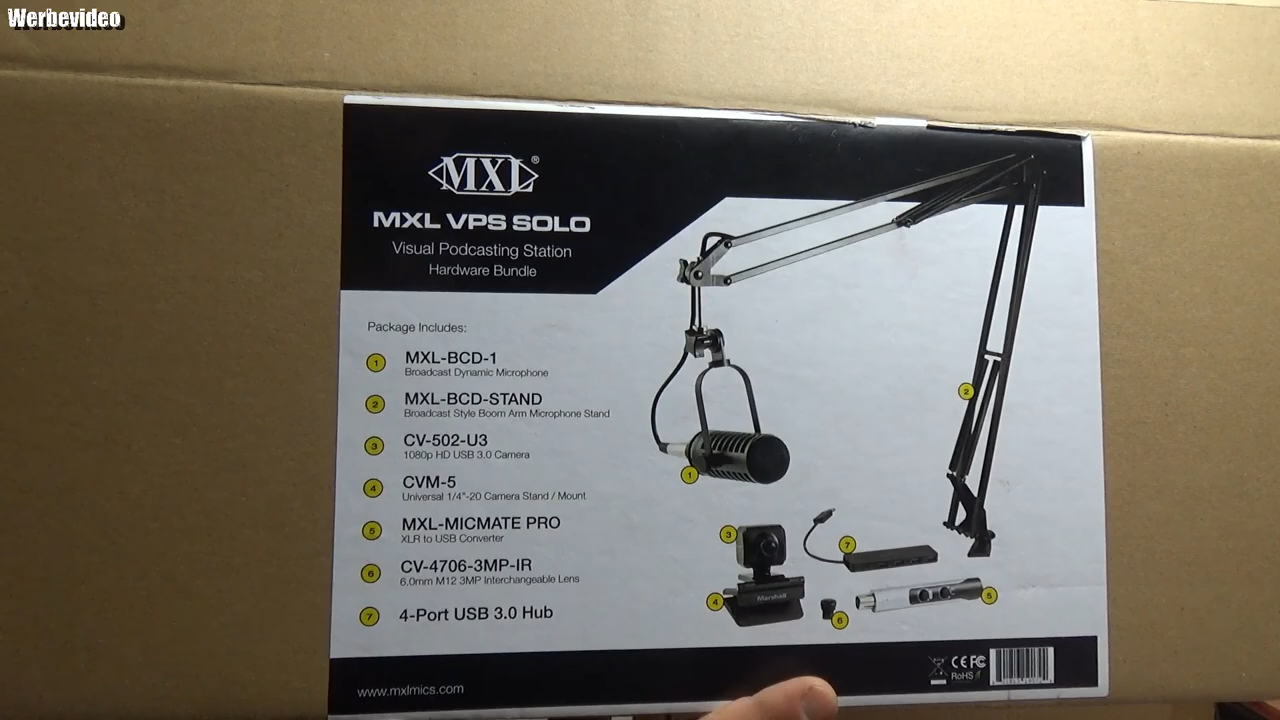 Werbevideo
MXL®
MXL VPS SOLO
Visual Podcasting Station
Hardware Bundle
Package Includes:
1 MXL-BCD-1
Broadcast Dynamic Microphone
2 MXL-BCD-STAND
Broadcast Style Boom Arm Microphone Stand
3 CV-502-U3
1080p HD USB 3.0 Camera
4 CVM-5
Universal 1/4"-20 Camera Stand / Mount
5 MXL-MICMATE PRO
XLR to USB Converter
6 CV-4706-3MP-IR
6.0mm M12 3MP Interchangeable Lens
7 4-Port USB 3.0 Hub
2
1
3
7
4
Marshall
5
6
www.mxlmics.com
CE FC
RoHS